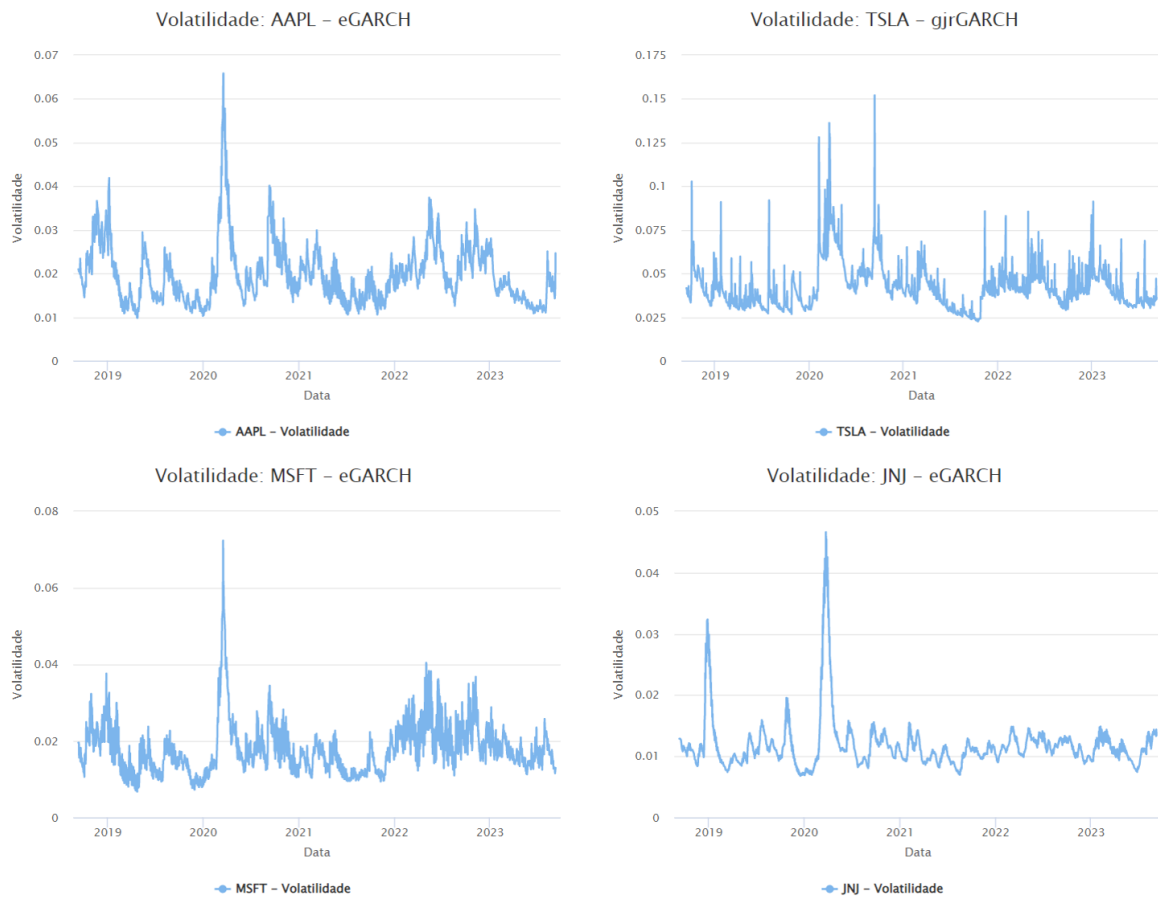 Volatilidade: AAPL – eGARCH
0.07
0.06
0.05
0.04
0.03
0.02
0.01
0
Volatilidade
2019 2020 2021 2022 2023
Data
AAPL – Volatilidade
Volatilidade: TSLA – gjrGARCH
0.175
0.15
0.125
0.1
0.075
0.05
0.025
0
Volatilidade
2019 2020 2021 2022 2023
Data
TSLA – Volatilidade
Volatilidade: MSFT – eGARCH
0.08
0.06
0.04
0.02
0
Volatilidade
2019 2020 2021 2022 2023
Data
MSFT – Volatilidade
Volatilidade: JNJ – eGARCH
0.05
0.04
0.03
0.02
0.01
0
Volatilidade
2019 2020 2021 2022 2023
Data
JNJ – Volatilidade